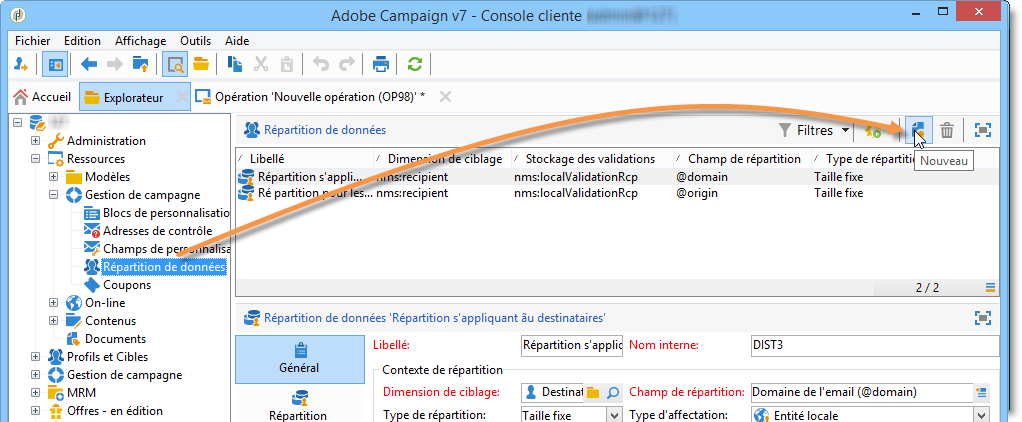 Adobe Campaign v7 - Console cliente
Fichier Edition Affichage Outils Aide
Accueil Explorateur Opération 'Nouvelle opération (OP98)' *
Administration
Ressources
Modèles
Gestion de campagne
Blocs de personnalisatio
Adresses de contrôle
Champs de personnalisa
Répartition de données
Coupons
On-line
Contenus
Documents
Profils et Cibles
Gestion de campagne
MRM
Offres - en édition
Répartition de données Filtres
Nouveau
Libellé Dimension de ciblage Stockage des validations Champ de répartition Type de répartit
Répartition s'appli... nms:recipient nms:localValidationRcp @domain Taille fixe
Ré partition pour les... nms:recipient nms:localValidationRcp @origin Taille fixe
2 / 2
Répartition de données 'Répartition s'appliquant âu destinataires'
Général
Répartition
Libellé: Répartition s'applic Nom interne: DIST3
Contexte de répartition
Dimension de ciblage: Destinat Champ de répartition: Domaine de l'email (@domain)
Type de répartition: Taille fixe Type d'affectation: Entité locale